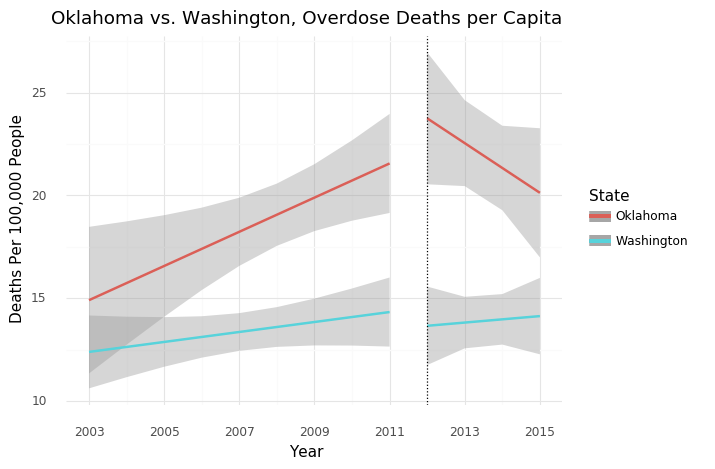 Oklahoma vs. Washington, Overdose Deaths per Capita
Deaths Per 100,000 People
25
20
15
10
2003
2005
2007
2009
2011
2013
2015
Year
State
Oklahoma
Washington